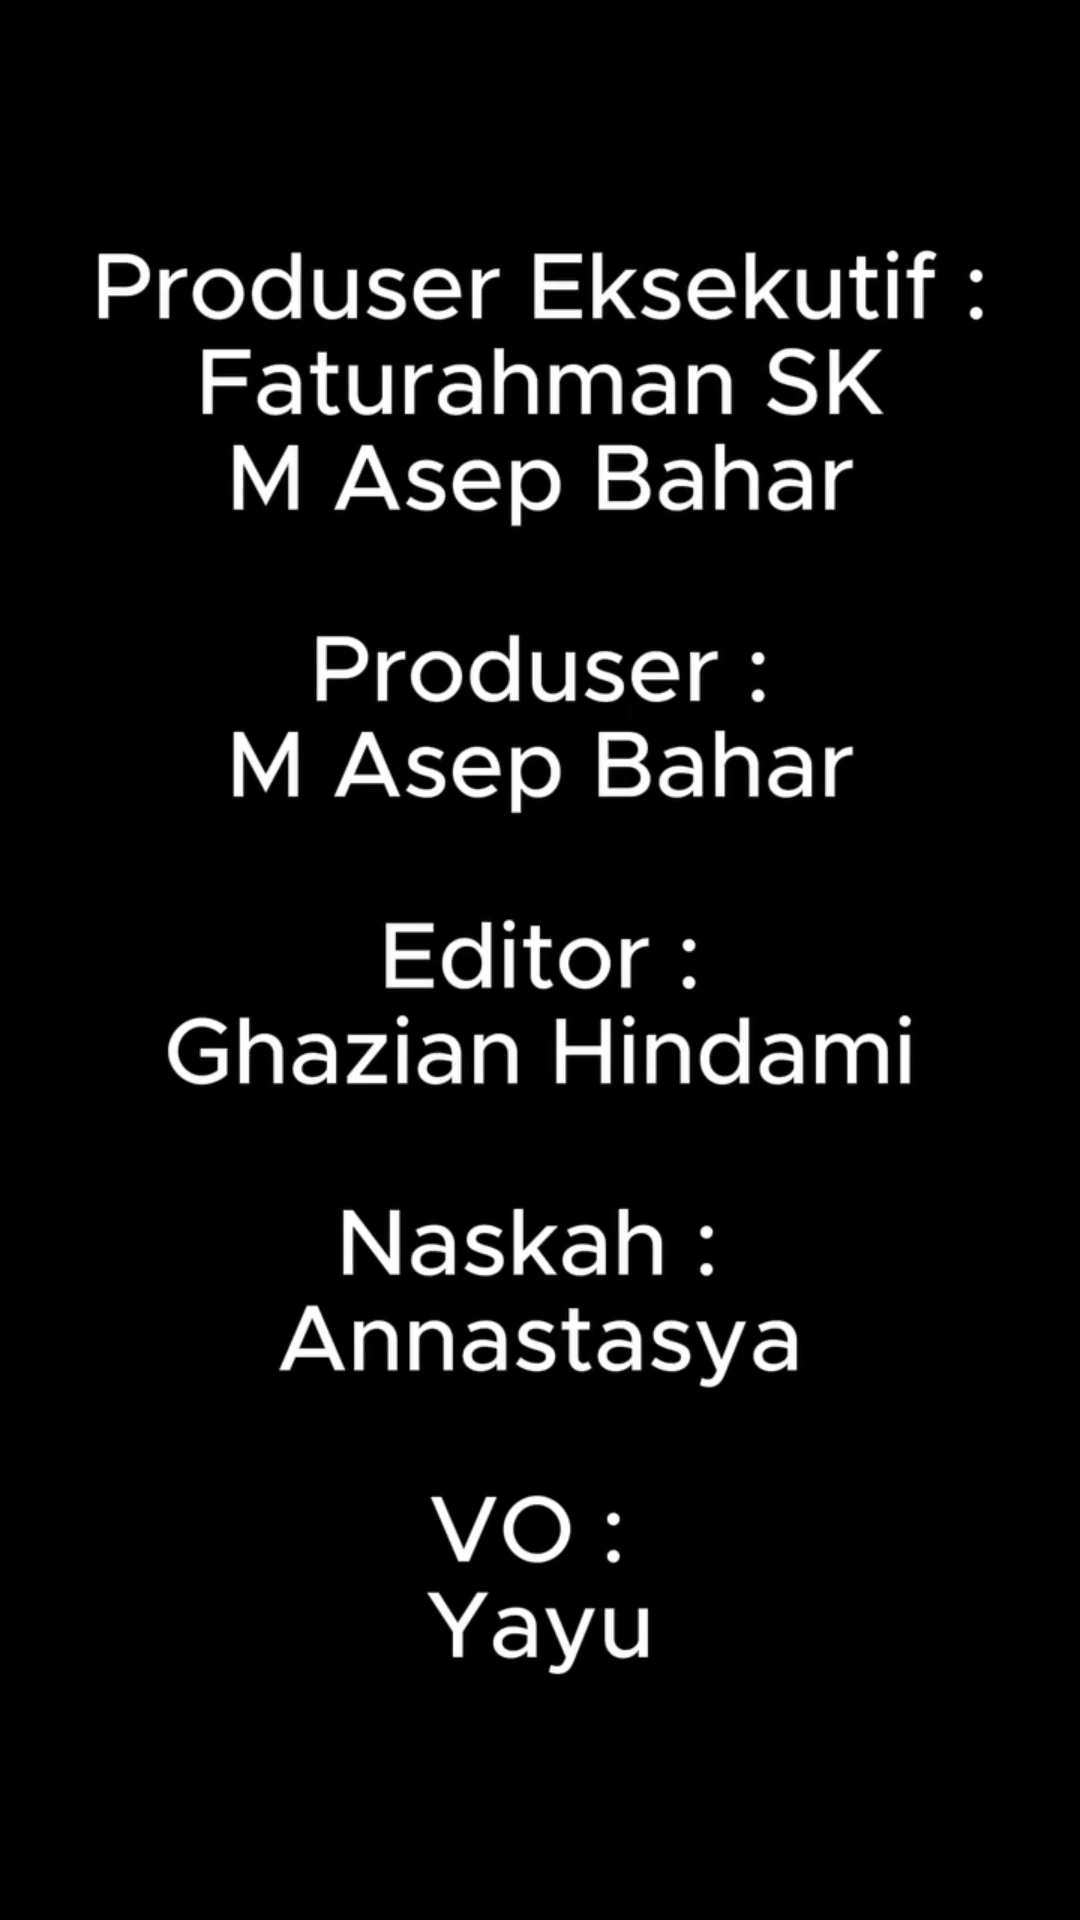 Produser Eksekutif :
Faturahman SK
M Asep Bahar
Produser :
M Asep Bahar
Editor :
Ghazian Hindami
Naskah :
Annastasya
VO :
Yayu